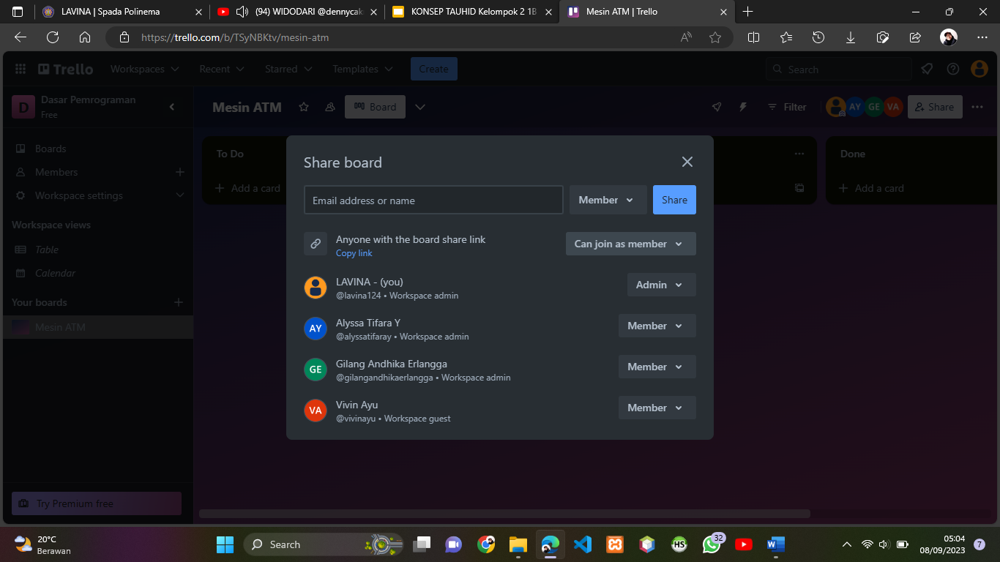 LAVINA | Spada Polinema
(94) WIDODARI @dennycak
KONSEP TAUHID Kelompok 2 1B
Mesin ATM | Trello
https://trello.com/b/TSyNBKtv/mesin-atm
Trello
Workspaces
Recent
Starred
Templates
Create
Search
D
Dasar Pemrograman
Free
Mesin ATM
Board
Filter
AY
GE
VA
Share
Boards
Members
Workspace settings
Workspace views
Table
Calendar
Your boards
Mesin ATM
Try Premium free
To Do
Add a card
Done
Add a card
Share board
Email address or name
Member
Share
Anyone with the board share link
Copy link
Can join as member
LAVINA - (you)
@lavina124 • Workspace admin
Admin
AY
Alyssa Tifara Y
@alyssatifaray • Workspace admin
Member
GE
Gilang Andhika Erlangga
@gilangandhikaerlangga • Workspace admin
Member
VA
Vivin Ayu
@vivinayu • Workspace guest
Member
20°C
Berawan
Search
HS
32
05:04
08/09/2023
7